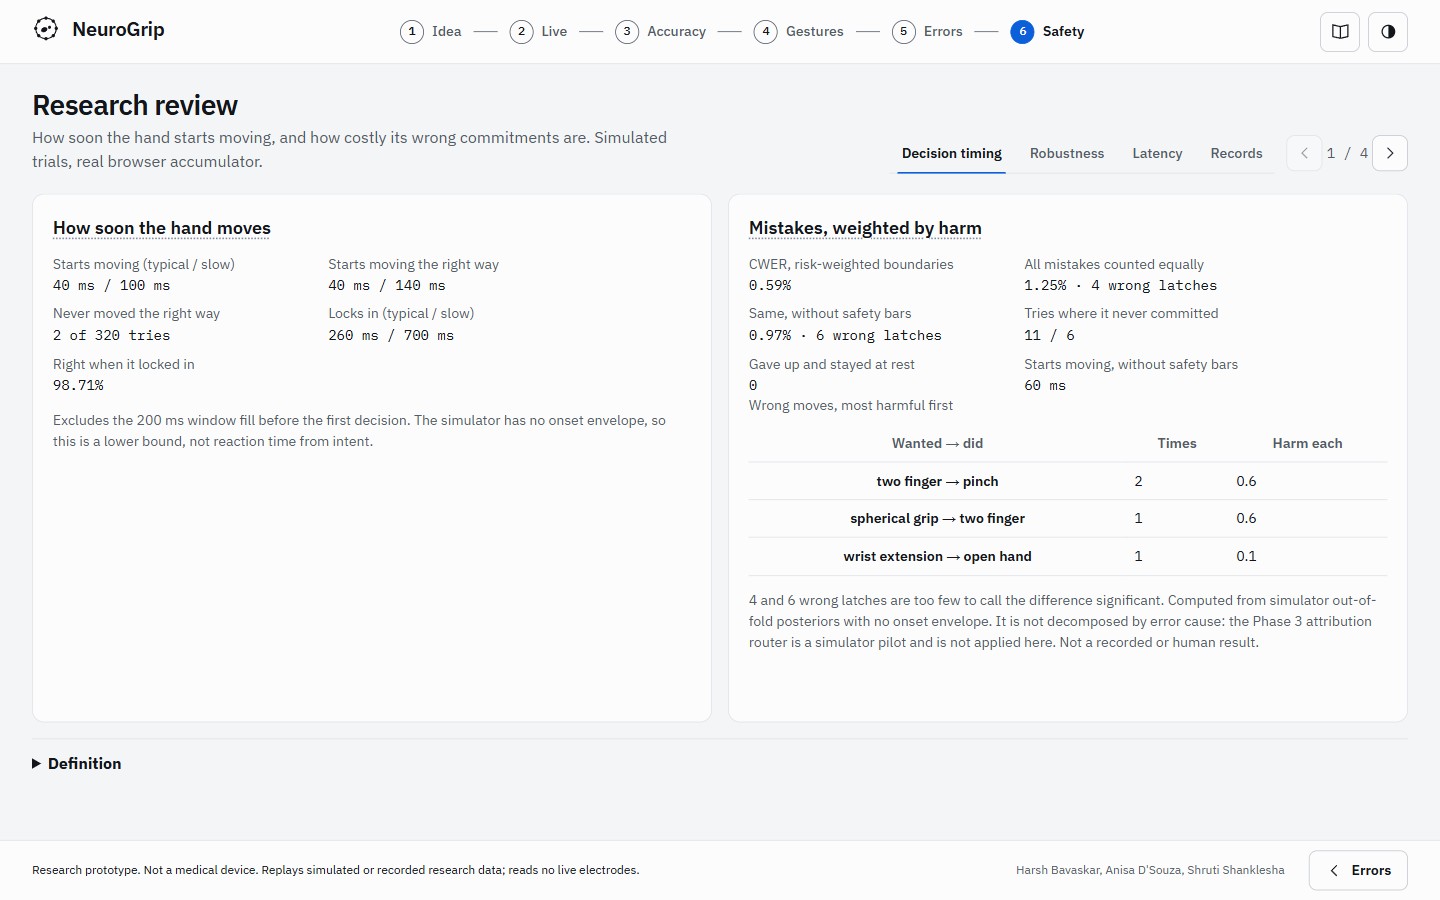 NeuroGrip
1 Idea
2 Live
3 Accuracy
4 Gestures
5 Errors
6 Safety
Research review
How soon the hand starts moving, and how costly its wrong commitments are. Simulated
trials, real browser accumulator.
Decision timing
Robustness
Latency
Records
1 / 4
How soon the hand moves
Starts moving (typical / slow)
40 ms / 100 ms
Starts moving the right way
40 ms / 140 ms
Never moved the right way
2 of 320 tries
Locks in (typical / slow)
260 ms / 700 ms
Right when it locked in
98.71%
Excludes the 200 ms window fill before the first decision. The simulator has no onset envelope, so
this is a lower bound, not reaction time from intent.
Mistakes, weighted by harm
CWER, risk-weighted boundaries
0.59%
All mistakes counted equally
1.25% · 4 wrong latches
Same, without safety bars
0.97% · 6 wrong latches
Tries where it never committed
11 / 6
Gave up and stayed at rest
0
Starts moving, without safety bars
60 ms
Wrong moves, most harmful first
Wanted → did Times Harm each
two finger → pinch 2 0.6
spherical grip → two finger 1 0.6
wrist extension → open hand 1 0.1
4 and 6 wrong latches are too few to call the difference significant. Computed from simulator out-of-
fold posteriors with no onset envelope. It is not decomposed by error cause: the Phase 3 attribution
router is a simulator pilot and is not applied here. Not a recorded or human result.
Definition
Research prototype. Not a medical device. Replays simulated or recorded research data; reads no live electrodes.
Harsh Bavaskar, Anisa D'Souza, Shruti Shanklesha
Errors